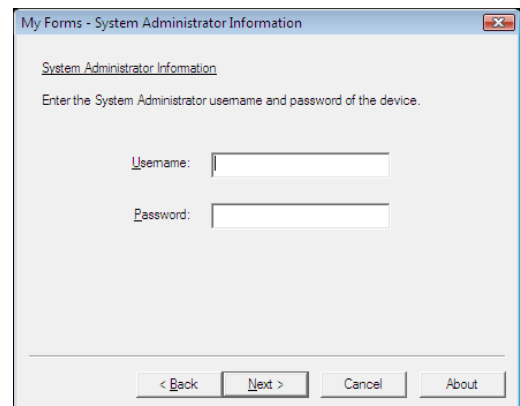 My Forms - System Administrator Information
System Administrator Information
Enter the System Administrator username and password of the device.
Username:
Password:
< Back Next > Cancel About